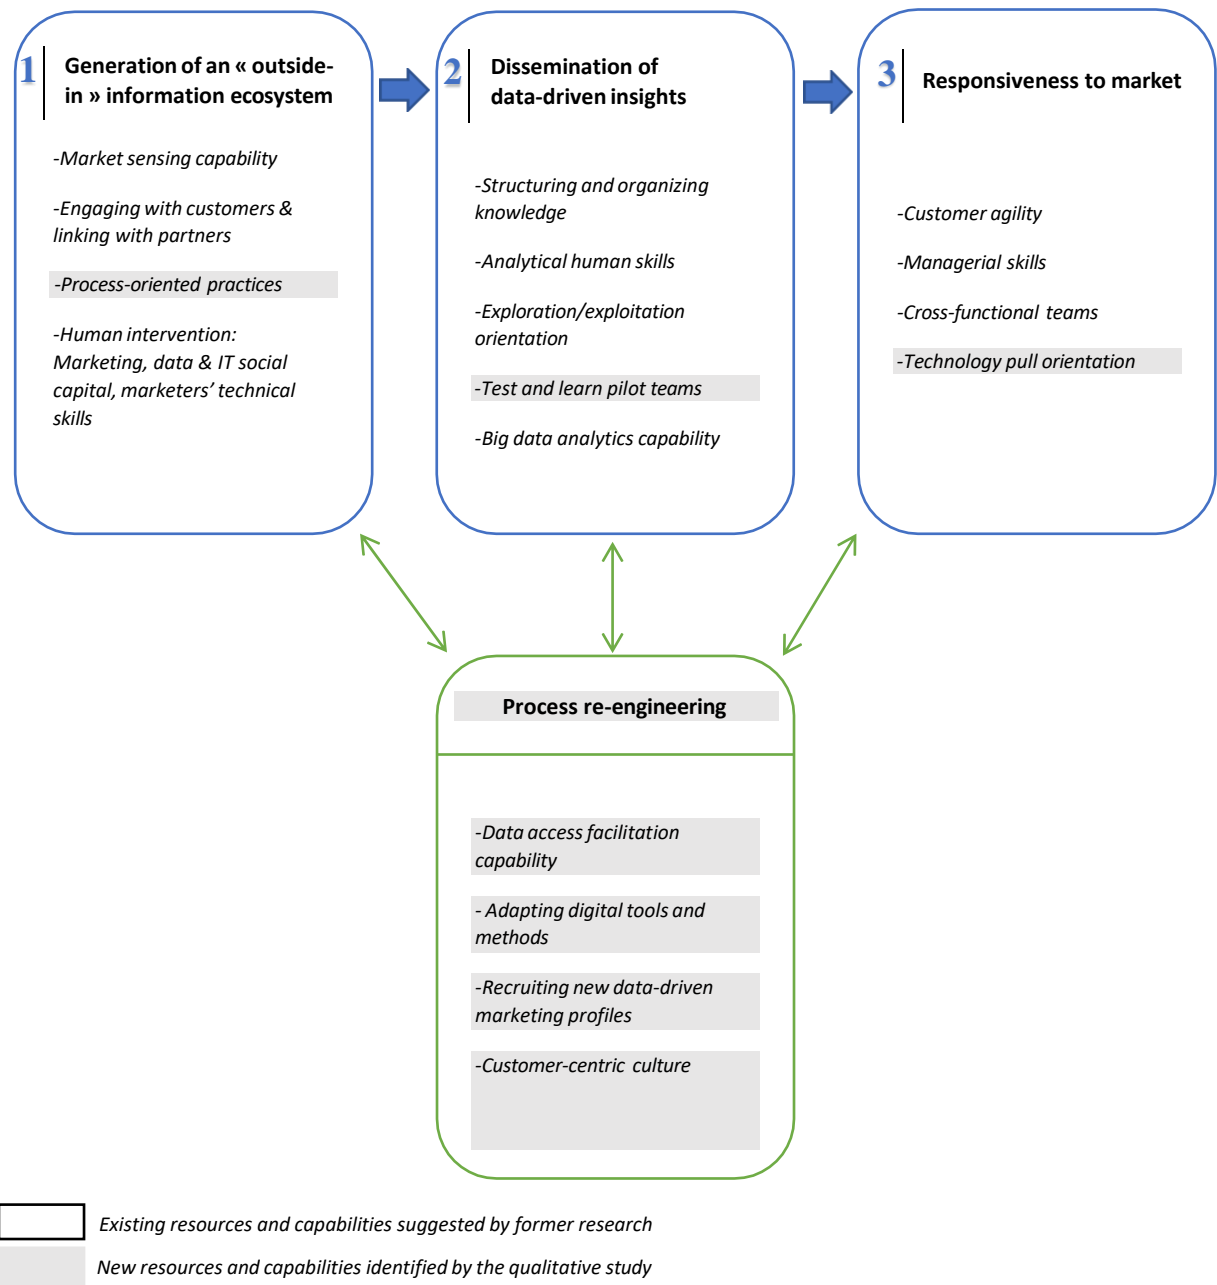 1
Generation of an « outside-
in » information ecosystem
-Market sensing capability
-Engaging with customers &
linking with partners
-Process-oriented practices
-Human intervention:
Marketing, data & IT social
capital, marketers’ technical
skills
2
Dissemination of
data-driven insights
-Structuring and organizing
knowledge
-Analytical human skills
-Exploration/exploitation
orientation
-Test and learn pilot teams
-Big data analytics capability
3
Responsiveness to market
-Customer agility
-Managerial skills
-Cross-functional teams
-Technology pull orientation
Process re-engineering
-Data access facilitation
capability
- Adapting digital tools and
methods
-Recruiting new data-driven
marketing profiles
-Customer-centric culture
Existing resources and capabilities suggested by former research
New resources and capabilities identified by the qualitative study